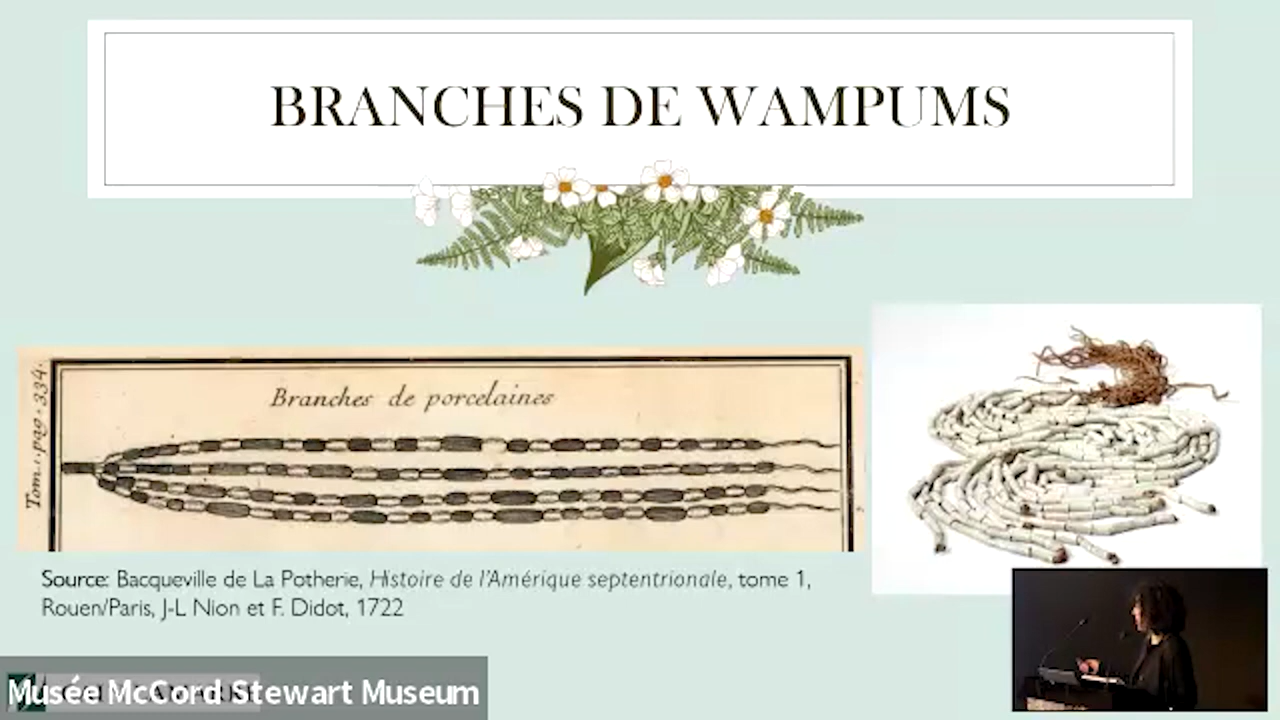 BRANCHES DE WAMPUMS
Tom. 1. pag. 334.
Branches de porcelaines
Source: Bacqueville de La Potherie, Histoire de l'Amérique septentrionale, tome 1,
Rouen/Paris, J-L Nion et F. Didot, 1722
Musée McCord Stewart Museum